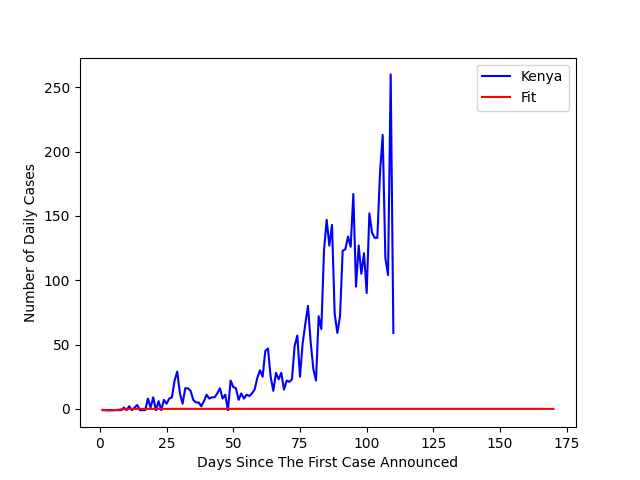 Kenya
Fit
250
200
150
100
50
0
Number of Daily Cases
0 25 50 75 100 125 150 175
Days Since The First Case Announced